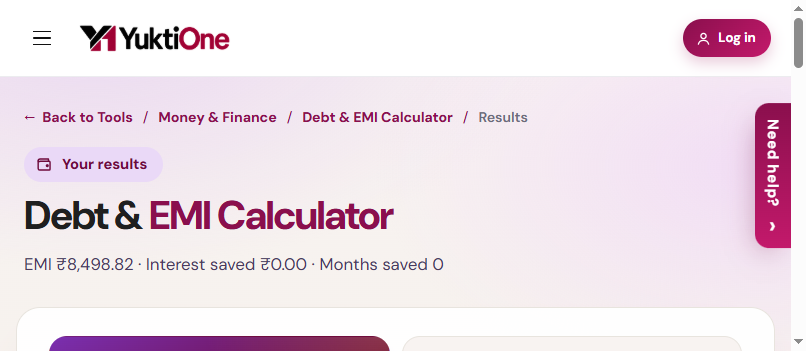 YuktiOne
Log in
← Back to Tools / Money & Finance / Debt & EMI Calculator / Results
Need help? ›
Your results
Debt & EMI Calculator
EMI ₹8,498.82 · Interest saved ₹0.00 · Months saved 0